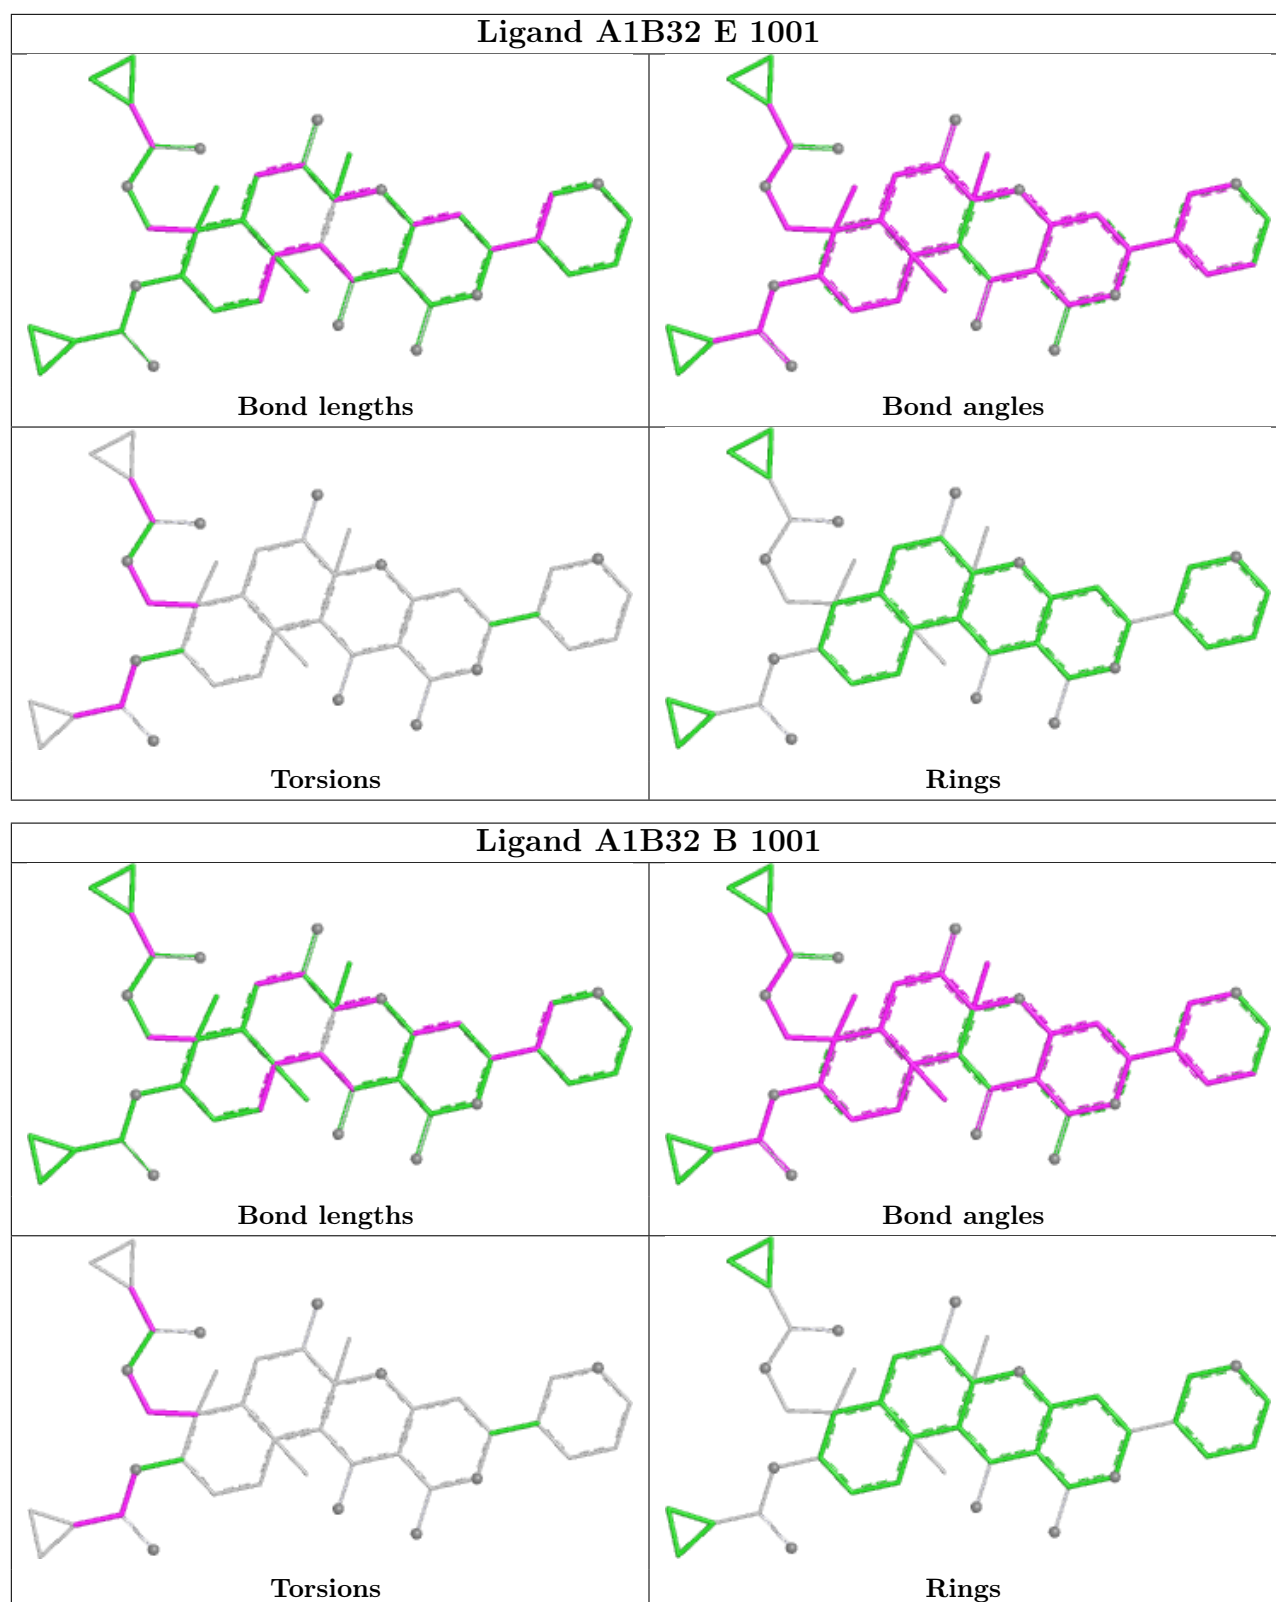 Ligand A1B32 E 1001
Bond lengths
Bond angles
Torsions
Rings
Ligand A1B32 B 1001
Bond lengths
Bond angles
Torsions
Rings